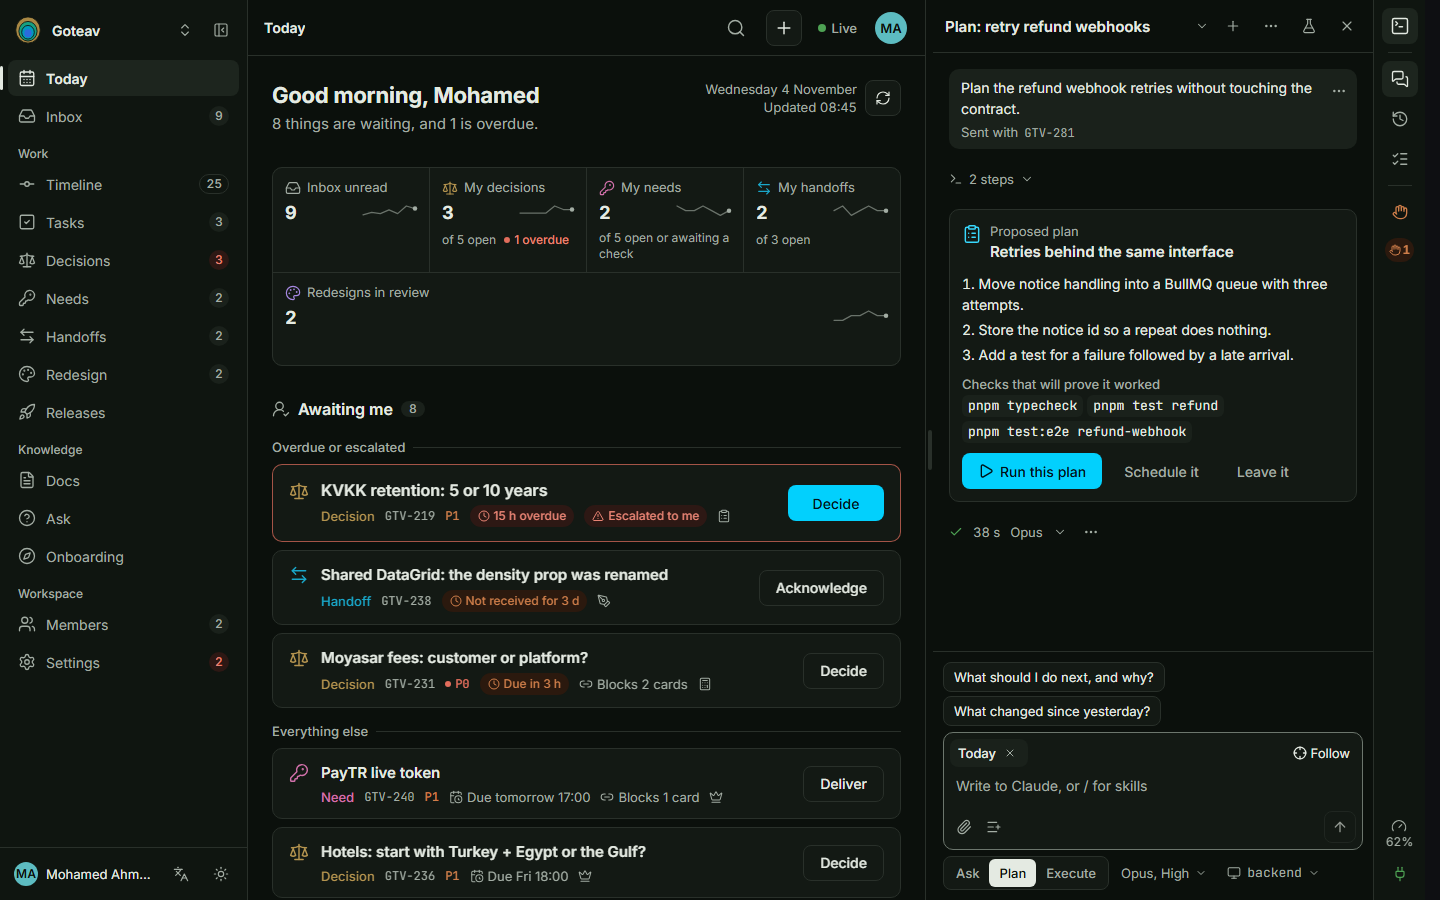 Goteav
Today
Inbox 9
Work
Timeline 25
Tasks 3
Decisions 3
Needs 2
Handoffs 2
Redesign 2
Releases
Knowledge
Docs
Ask
Onboarding
Workspace
Members 2
Settings 2
MA Mohamed Ahm...
Today
Live MA
Good morning, Mohamed
8 things are waiting, and 1 is overdue.
Wednesday 4 November
Updated 08:45
Inbox unread
9
My decisions
3
of 5 open 1 overdue
My needs
2
of 5 open or awaiting a
check
My handoffs
2
of 3 open
Redesigns in review
2
Awaiting me 8
Overdue or escalated
KVKK retention: 5 or 10 years
Decision GTV-219 P1 15 h overdue Escalated to me
Decide
Shared DataGrid: the density prop was renamed
Handoff GTV-238 Not received for 3 d
Acknowledge
Moyasar fees: customer or platform?
Decision GTV-231 P0 Due in 3 h Blocks 2 cards
Decide
Everything else
PayTR live token
Need GTV-240 P1 Due tomorrow 17:00 Blocks 1 card
Deliver
Hotels: start with Turkey + Egypt or the Gulf?
Decision GTV-236 P1 Due Fri 18:00
Decide
Plan: retry refund webhooks
Plan the refund webhook retries without touching the
contract.
Sent with GTV-281
2 steps
Proposed plan
Retries behind the same interface
1. Move notice handling into a BullMQ queue with three
attempts.
2. Store the notice id so a repeat does nothing.
3. Add a test for a failure followed by a late arrival.
Checks that will prove it worked
pnpm typecheck pnpm test refund
pnpm test:e2e refund-webhook
Run this plan Schedule it Leave it
38 s Opus
What should I do next, and why?
What changed since yesterday?
Today Follow
Write to Claude, or / for skills
Ask Plan Execute Opus, High backend
1
62%